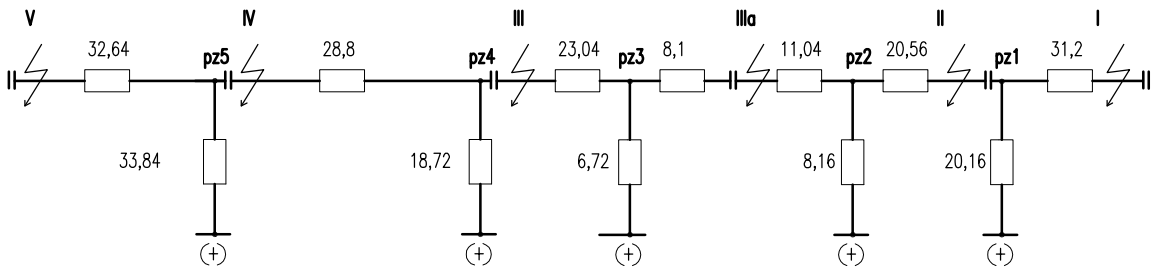 V IV III IIIa II I
32,64 pz5 28,8 pz4 23,04 pz3 8,1 11,04 pz2 20,56 pz1 31,2
33,84 18,72 6,72 8,16 20,16
(+) (+) (+) (+) (+)